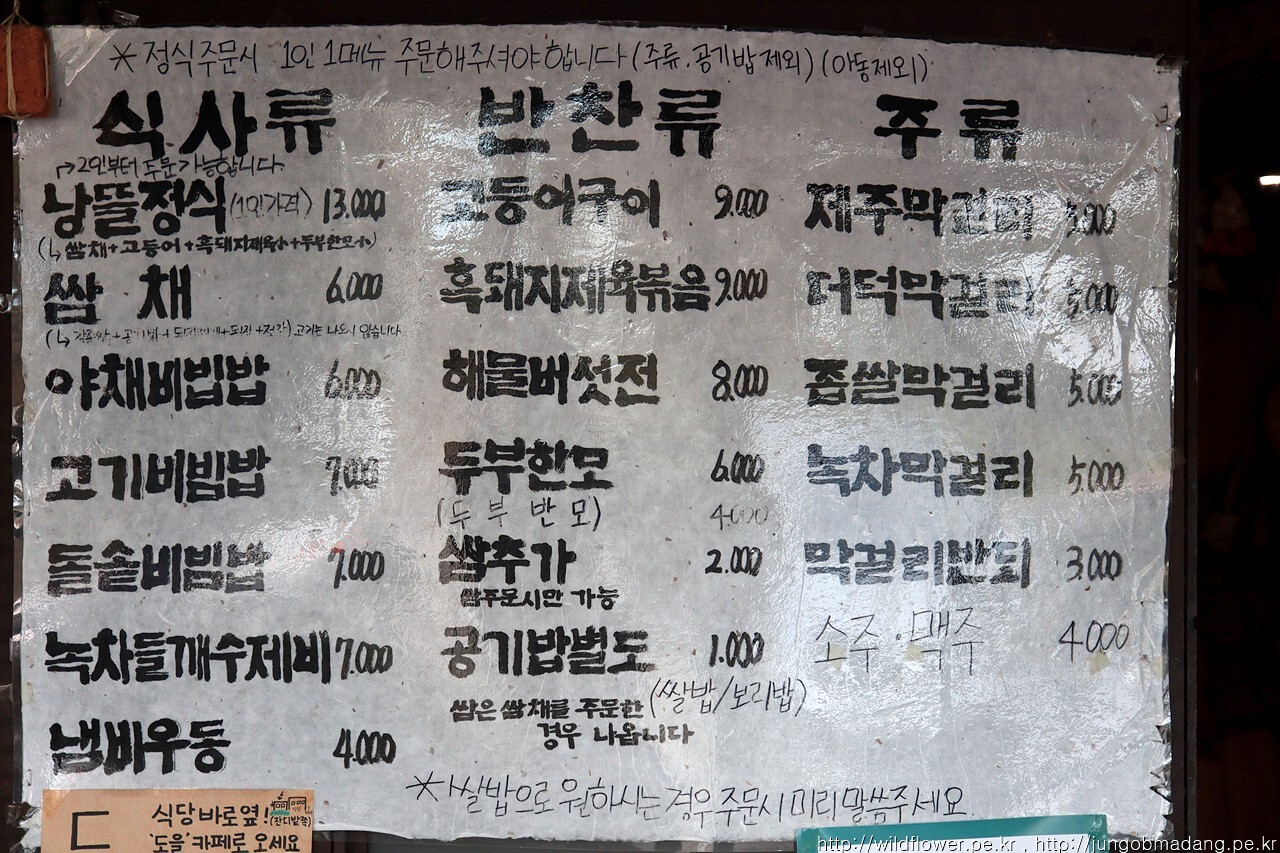 * 정식주문시 1인 1메뉴 주문해주셔야 합니다 (주류.공기밥 제외) (아동제외)
식사류
→2인부터 주문 가능합니다.
낭뜰정식 (1인가격) 13.000
(↳쌈채+고등어+흑돼지제육小+두부한모小)
쌈 채 6.000
고기는 나오지 않습니다
야채비빔밥 6.000
고기비빔밥 7.000
돌솥비빔밥 7.000
녹차들깨수제비 7.000
냄비우동 4.000
반찬류
고등어구이 9.000
흑돼지제육볶음 9.000
해물버섯전 8.000
두부한모 6.000
(두부반모) 4.000
쌈추가 2.000
쌈주문시만 가능
공기밥별도 1.000
(쌀밥/보리밥)
쌈은 쌈채를 주문한
경우 나옵니다
주류
제주막걸리 5.000
더덕막걸리 5.000
좁쌀막걸리 5.000
녹차막걸리 5.000
막걸리반되 3.000
소주·맥주 4.000
* 쌀밥으로 원하시는 경우 주문시 미리 말씀주세요.
식당 바로 옆! (잔디밭쪽)
'도을' 카페로 오세요
http://wildflower.pe.kr , http://jungobmadang.pe.kr